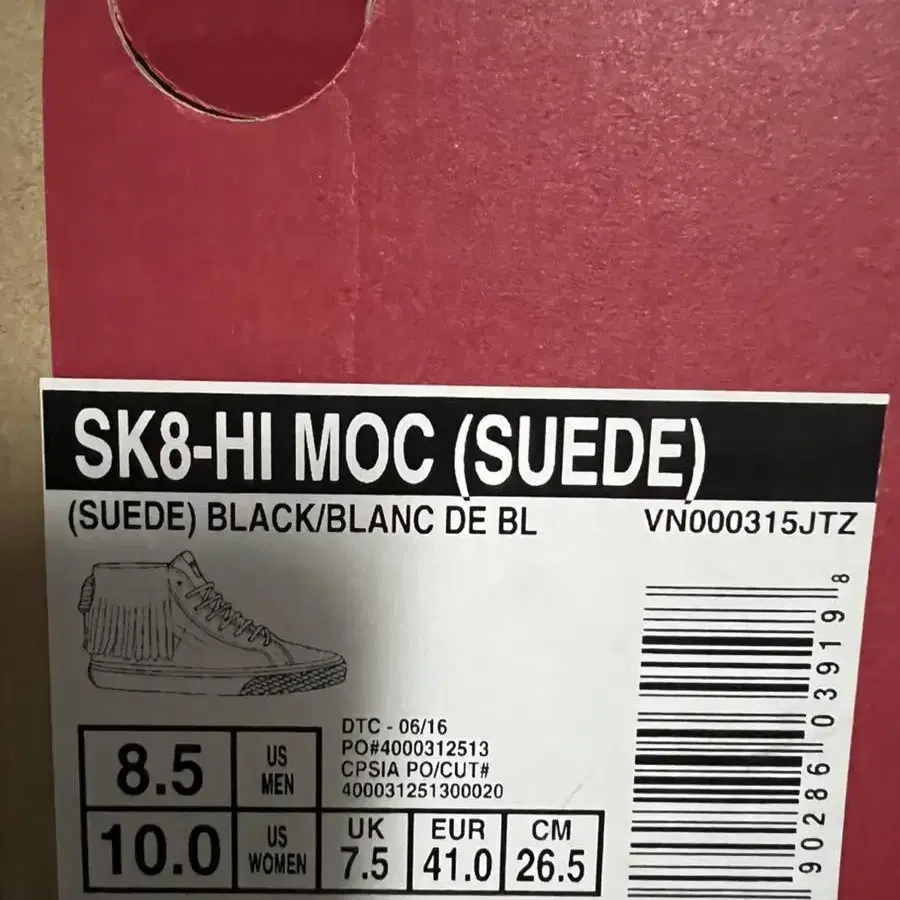 SK8-HI MOC (SUEDE)
(SUEDE) BLACK/BLANC DE BL
VN000315JTZ
DTC - 06/16
PO#4000312513
CPSIA PO/CUT#
400031251300020
8.5 US MEN
10.0 US WOMEN
UK 7.5
EUR 41.0
CM 26.5
90286 03919 8